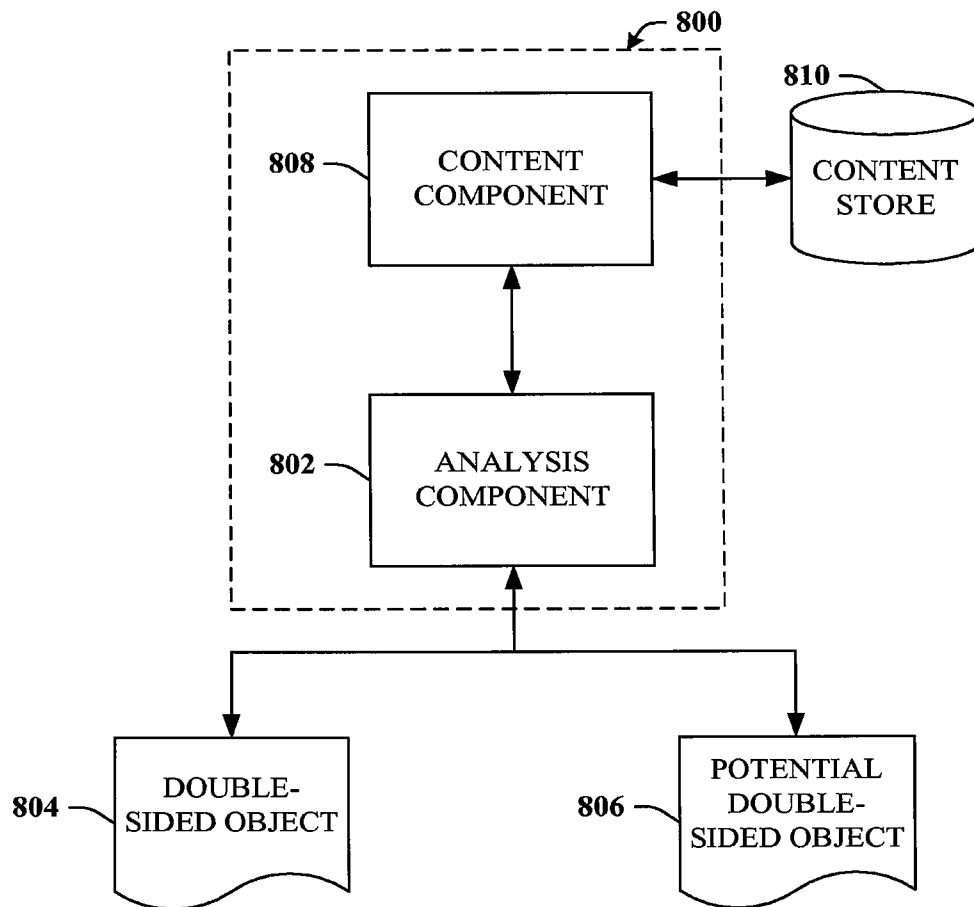 800
810
808
CONTENT
COMPONENT
CONTENT
STORE
802
ANALYSIS
COMPONENT
804
DOUBLE-
SIDED OBJECT
806
POTENTIAL
DOUBLE-
SIDED OBJECT